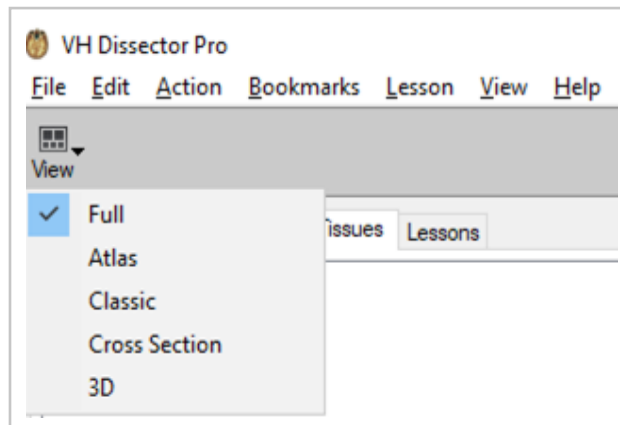 VH Dissector Pro
File Edit Action Bookmarks Lesson View Help
View
Full
Tissues Lessons
Atlas
Classic
Cross Section
3D